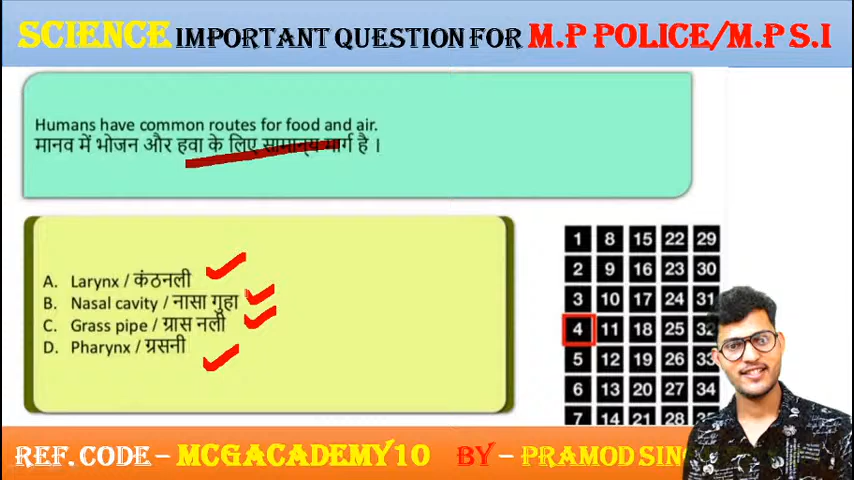 SCIENCE IMPORTANT QUESTION FOR M.P POLICE/M.P S.I
Humans have common routes for food and air.
मानव में भोजन और हवा के लिए सामान्य मार्ग है ।
A. Larynx / कंठनली
B. Nasal cavity / नासा गुहा
C. Grass pipe / ग्रास नली
D. Pharynx / ग्रसनी
1 8 15 22 29
2 9 16 23 30
3 10 17 24 31
4 11 18 25 32
5 12 19 26 33
6 13 20 27 34
7 14 21 28 35
REF. CODE – MCGACADEMY10 BY – PRAMOD